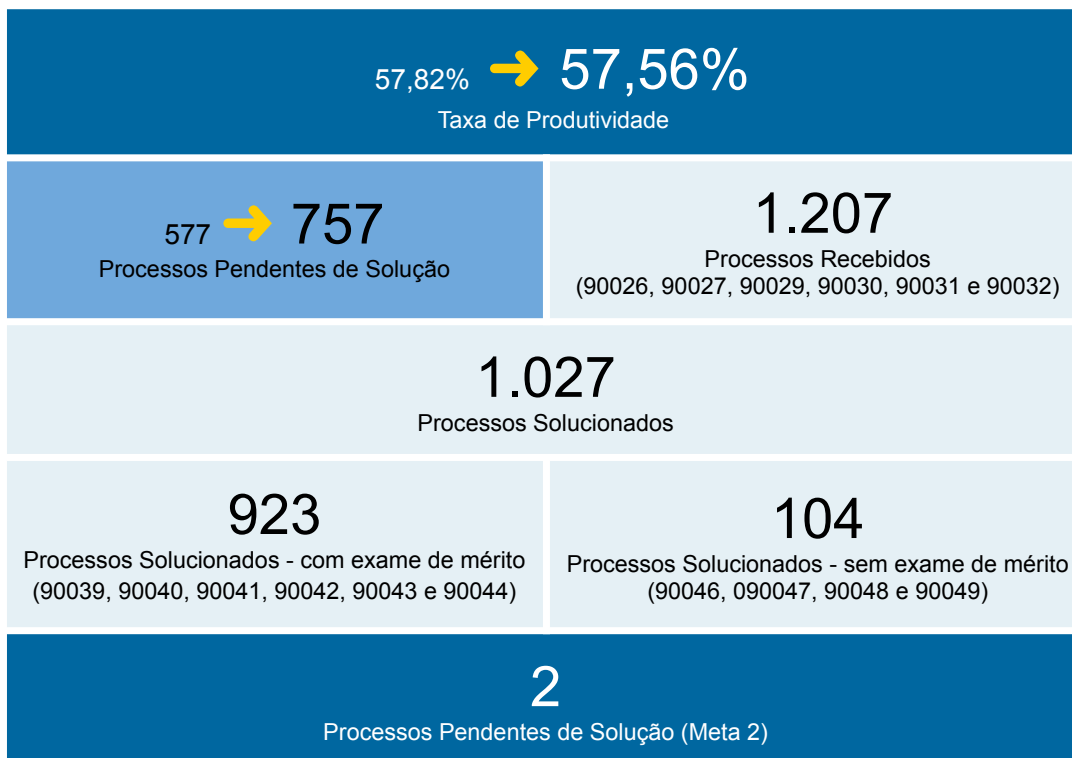 57,82% ➔ 57,56%
Taxa de Produtividade
577 ➔ 757
Processos Pendentes de Solução
1.207
Processos Recebidos
(90026, 90027, 90029, 90030, 90031 e 90032)
1.027
Processos Solucionados
923
Processos Solucionados - com exame de mérito
(90039, 90040, 90041, 90042, 90043 e 90044)
104
Processos Solucionados - sem exame de mérito
(90046, 090047, 90048 e 90049)
2
Processos Pendentes de Solução (Meta 2)